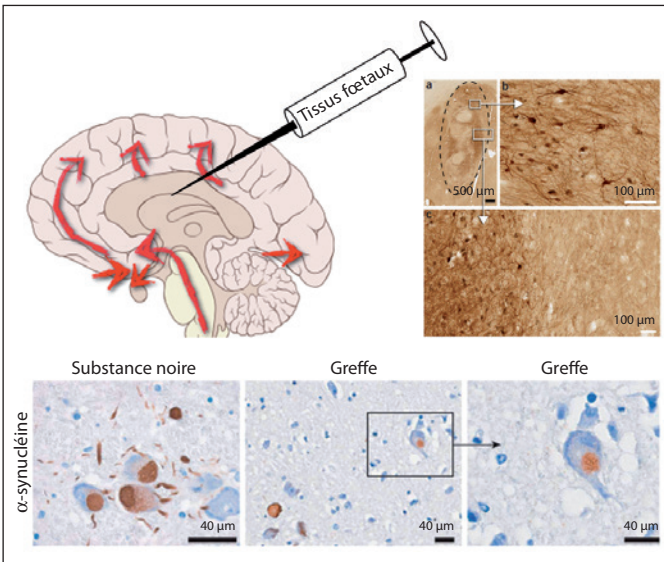 Tissus fœtaux
a
b
500 µm
100 µm
c
100 µm
Substance noire
Greffe
Greffe
α-synucléine
40 µm
40 µm
40 µm